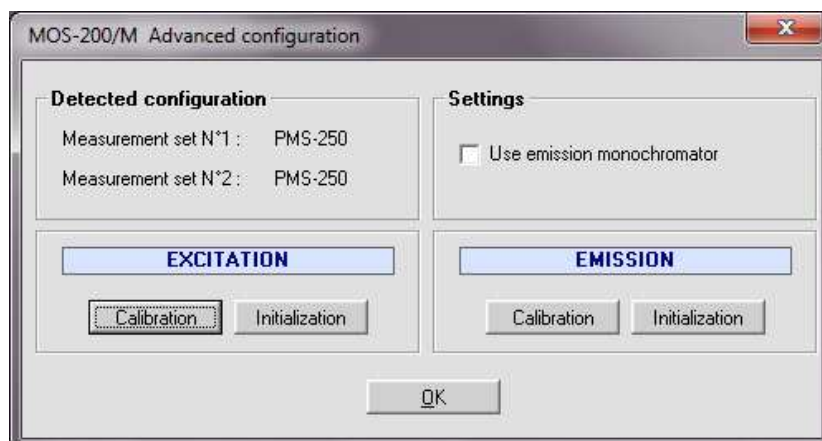 MOS-200/M Advanced configuration
Detected configuration
Measurement set N°1 : PMS-250
Measurement set N°2 : PMS-250
Settings
Use emission monochromator
EXCITATION
Calibration Initialization
EMISSION
Calibration Initialization
OK